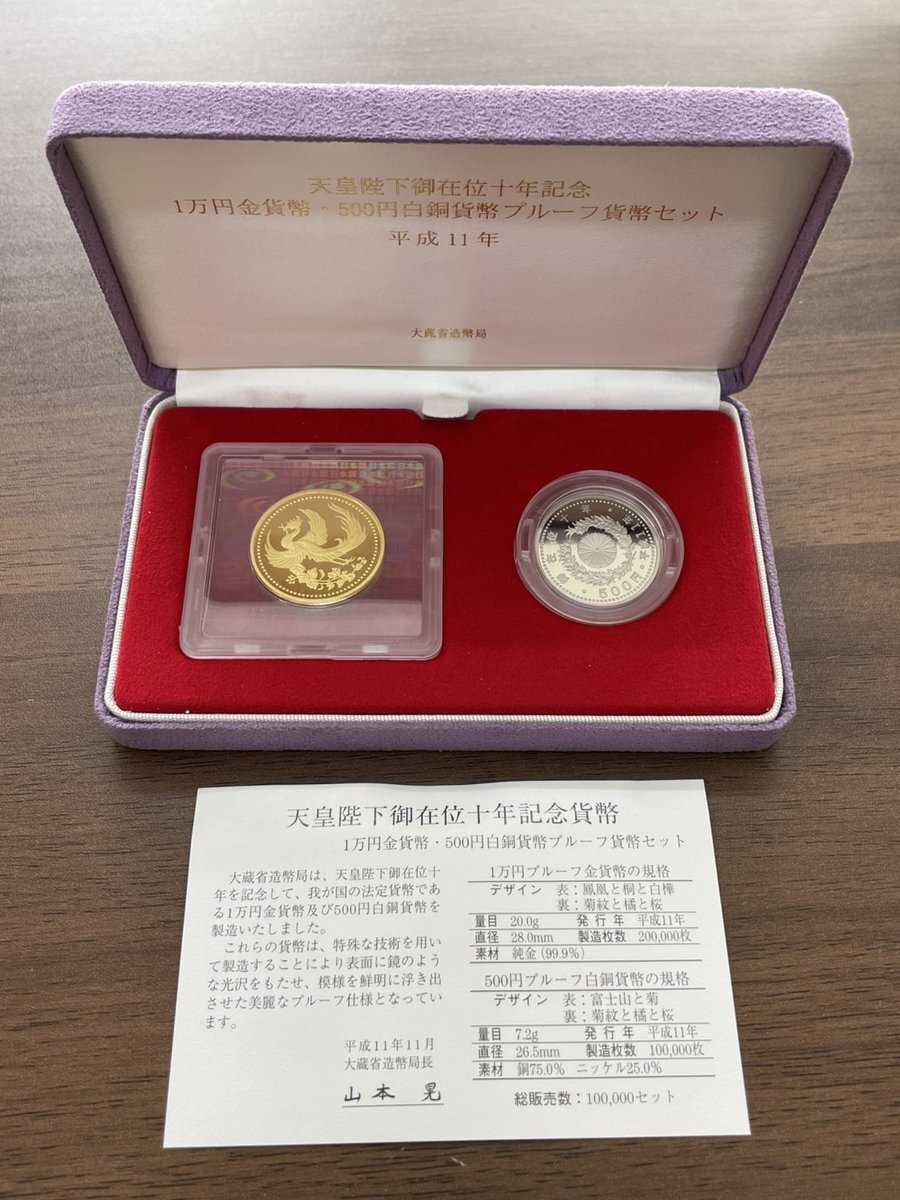 天皇陛下御在位十年記念
1万円金貨幣・500円白銅貨幣プルーフ貨幣セット
平成11年
大蔵省造幣局
500円
天皇陛下御在位十年記念貨幣
1万円金貨幣・500円白銅貨幣プルーフ貨幣セット
大蔵省造幣局は、天皇陛下御在位十
年を記念して、我が国の法定貨幣であ
る1万円金貨幣及び500円白銅貨幣を
製造いたしました。
これらの貨幣は、特殊な技術を用い
て製造することにより表面に鏡のよう
な光沢をもたせ、模様を鮮明に浮き出
させた美麗なプルーフ仕様となってい
ます。
平成11年11月
大蔵省造幣局長
山本 晃
1万円プルーフ金貨幣の規格
デザイン 表：鳳凰と桐と白樺
裏：菊紋と橘と桜
量目 20.0g 発行年 平成11年
直径 28.0mm 製造枚数 200,000枚
素材 純金(99.9%)
500円プルーフ白銅貨幣の規格
デザイン 表：富士山と菊
裏：菊紋と橘と桜
量目 7.2g 発行年 平成11年
直径 26.5mm 製造枚数 100,000枚
素材 銅75.0% ニッケル25.0%
総販売数：100,000セット